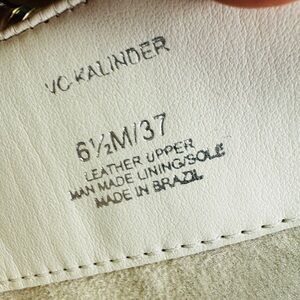 VC KALINDER
6½M/37
LEATHER UPPER
MAN MADE LINING/SOLE
MADE IN BRAZIL